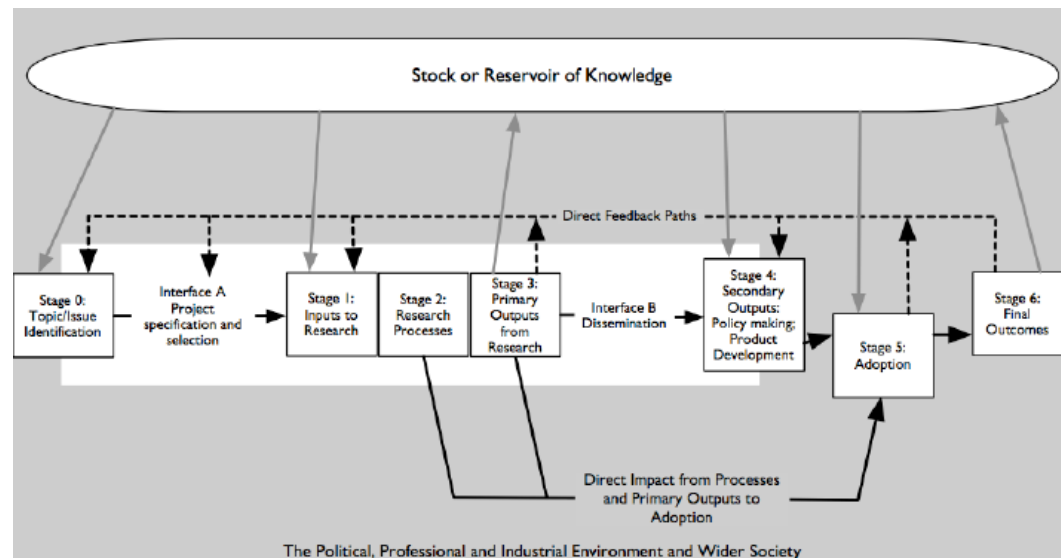 Stock or Reservoir of Knowledge
Direct Feedback Paths
Stage 0:
Topic/Issue
Identification
Interface A
Project
specification and
selection
Stage 1:
Inputs to
Research
Stage 2:
Research
Processes
Stage 3:
Primary
Outputs
from
Research
Interface B
Dissemination
Stage 4:
Secondary
Outputs:
Policy making;
Product
Development
Stage 5:
Adoption
Stage 6:
Final
Outcomes
Direct Impact from Processes
and Primary Outputs to
Adoption
The Political, Professional and Industrial Environment and Wider Society